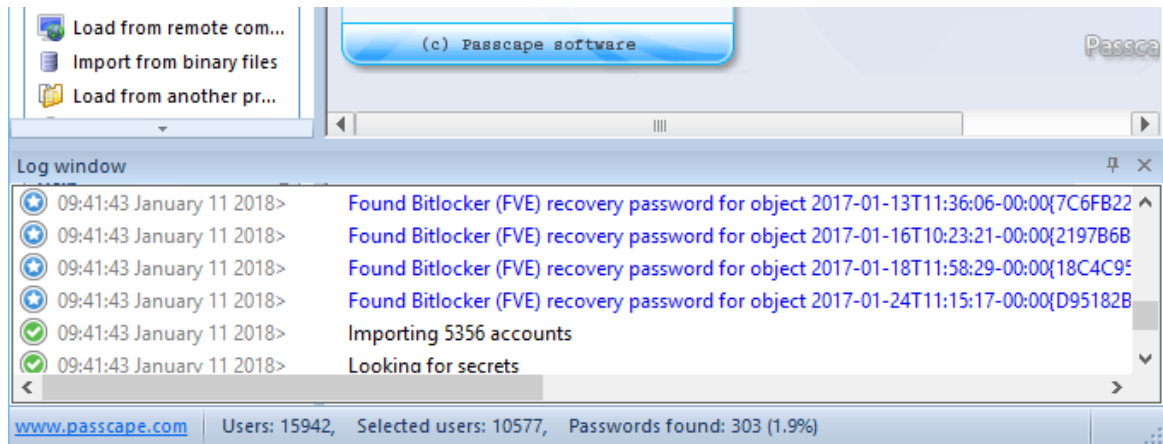 Load from remote com...
Import from binary files
Load from another pr...
(c) Passcape software
Log window
09:41:43 January 11 2018> Found Bitlocker (FVE) recovery password for object 2017-01-13T11:36:06-00:00{7C6FB22
09:41:43 January 11 2018> Found Bitlocker (FVE) recovery password for object 2017-01-16T10:23:21-00:00{2197B6B
09:41:43 January 11 2018> Found Bitlocker (FVE) recovery password for object 2017-01-18T11:58:29-00:00{18C4C95
09:41:43 January 11 2018> Found Bitlocker (FVE) recovery password for object 2017-01-24T11:15:17-00:00{D95182B
09:41:43 January 11 2018> Importing 5356 accounts
09:41:43 January 11 2018> Looking for secrets
www.passcape.com Users: 15942, Selected users: 10577, Passwords found: 303 (1.9%)